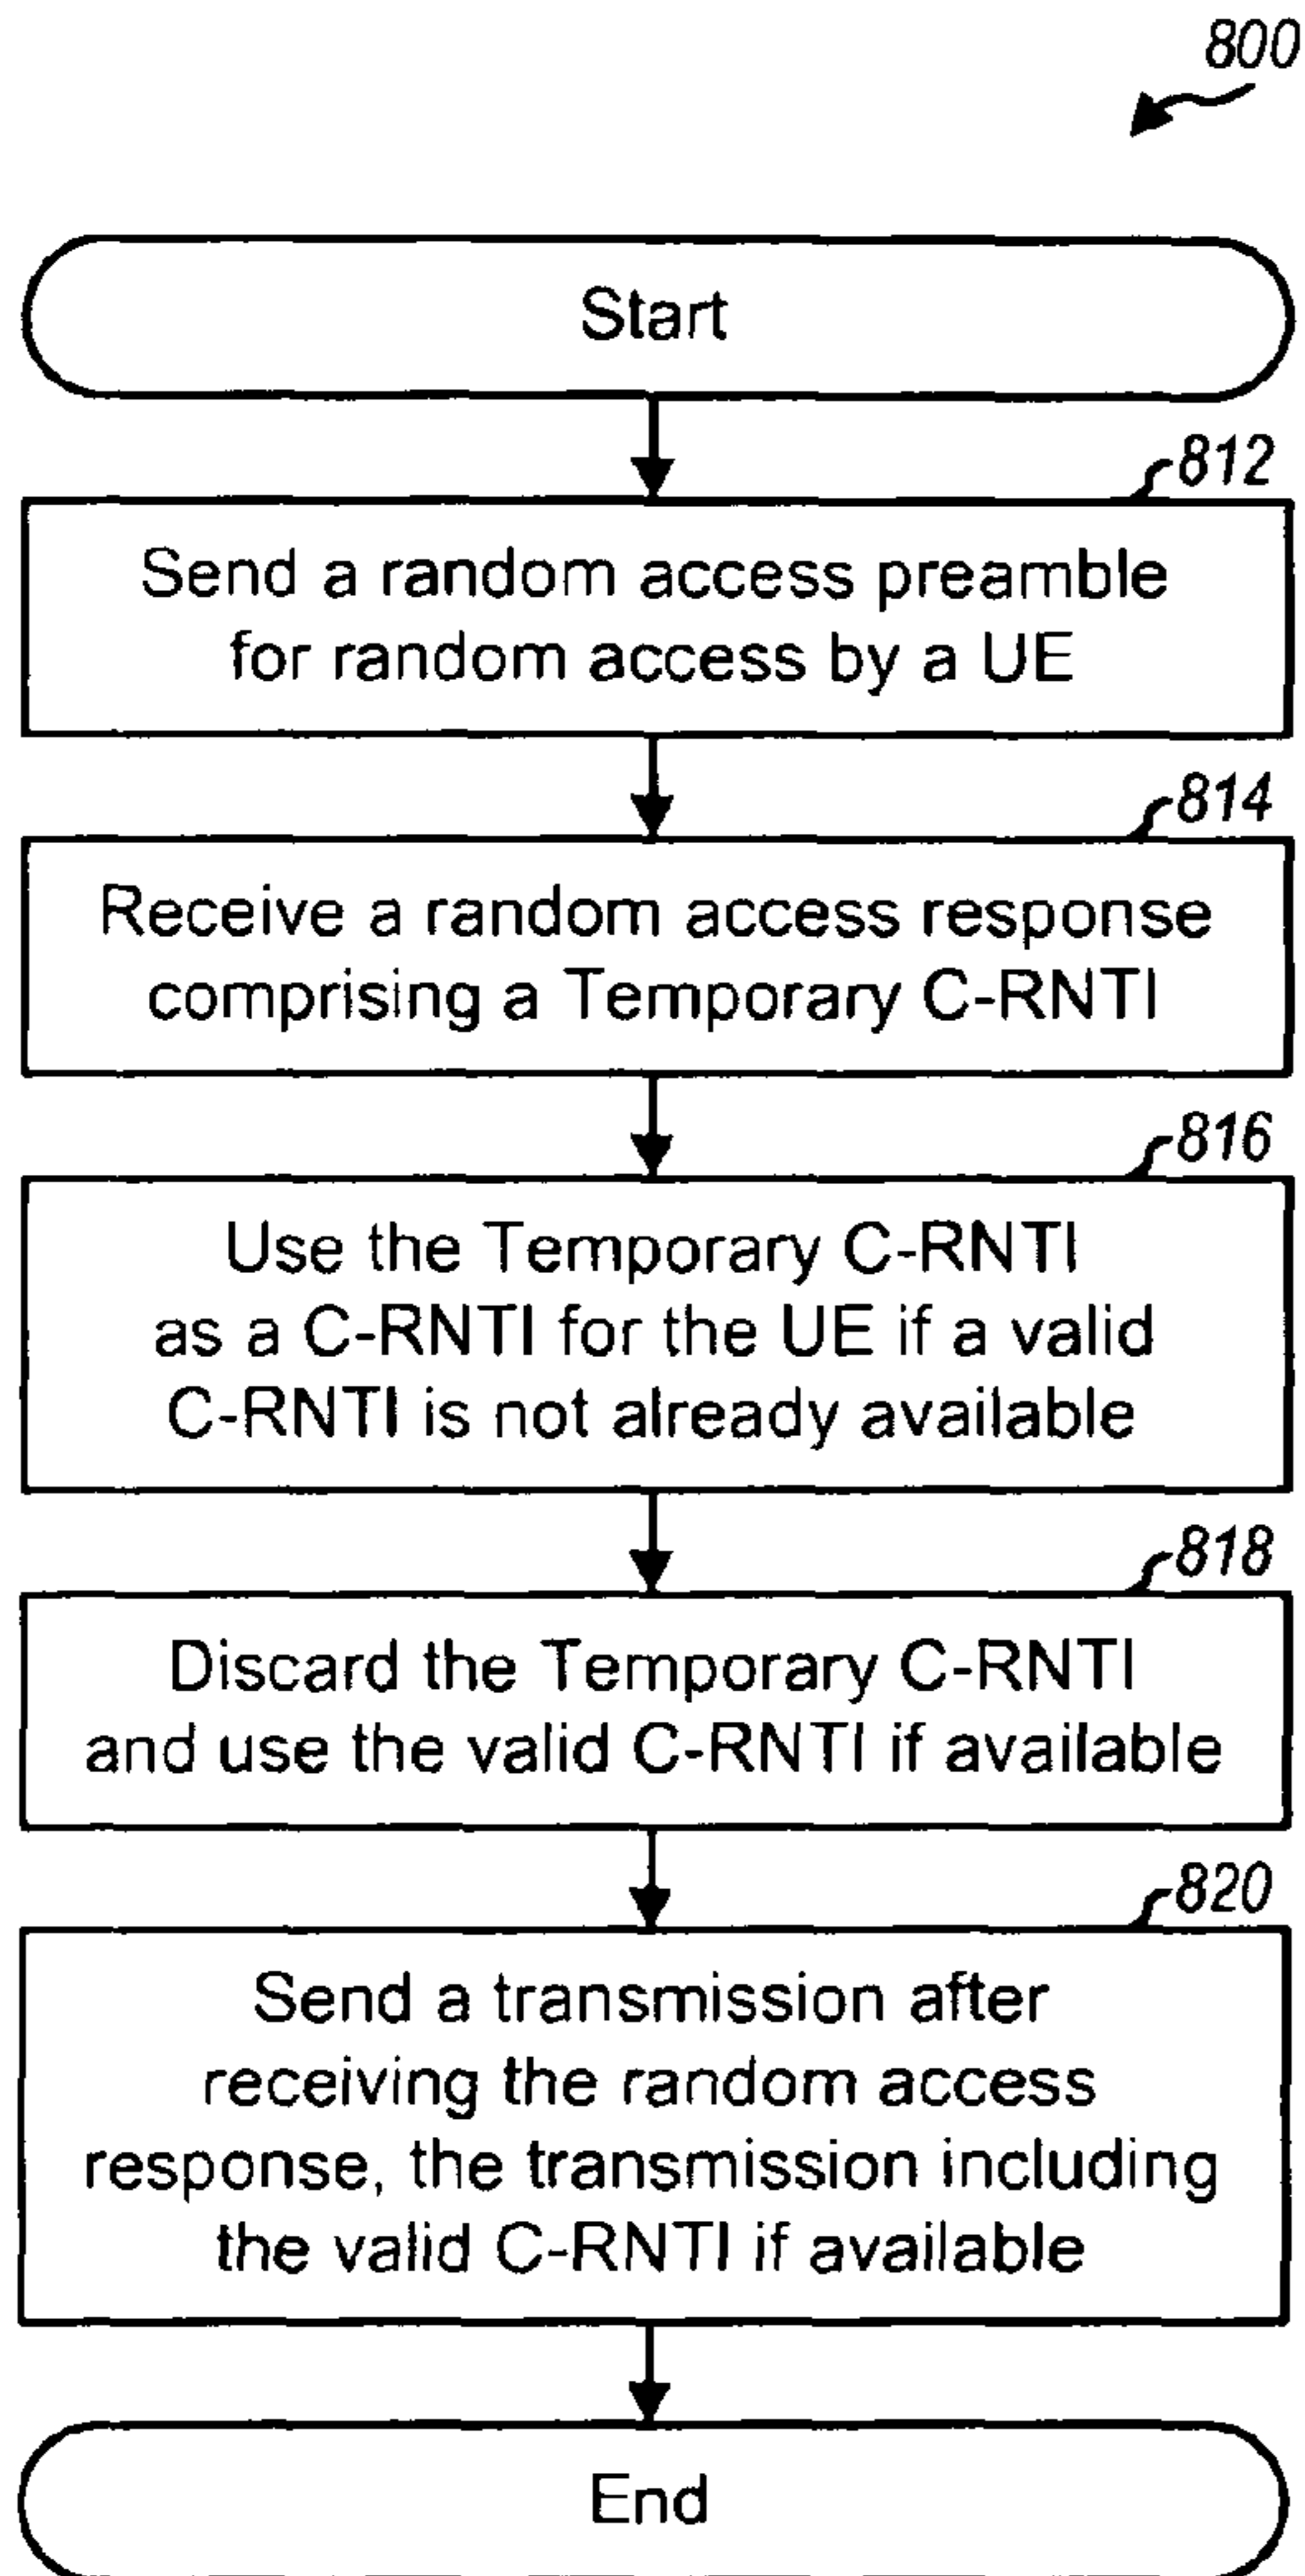 800
Start
812
Send a random access preamble
for random access by a UE
814
Receive a random access response
comprising a Temporary C-RNTI
816
Use the Temporary C-RNTI
as a C-RNTI for the UE if a valid
C-RNTI is not already available
818
Discard the Temporary C-RNTI
and use the valid C-RNTI if available
820
Send a transmission after
receiving the random access
response, the transmission including
the valid C-RNTI if available
End